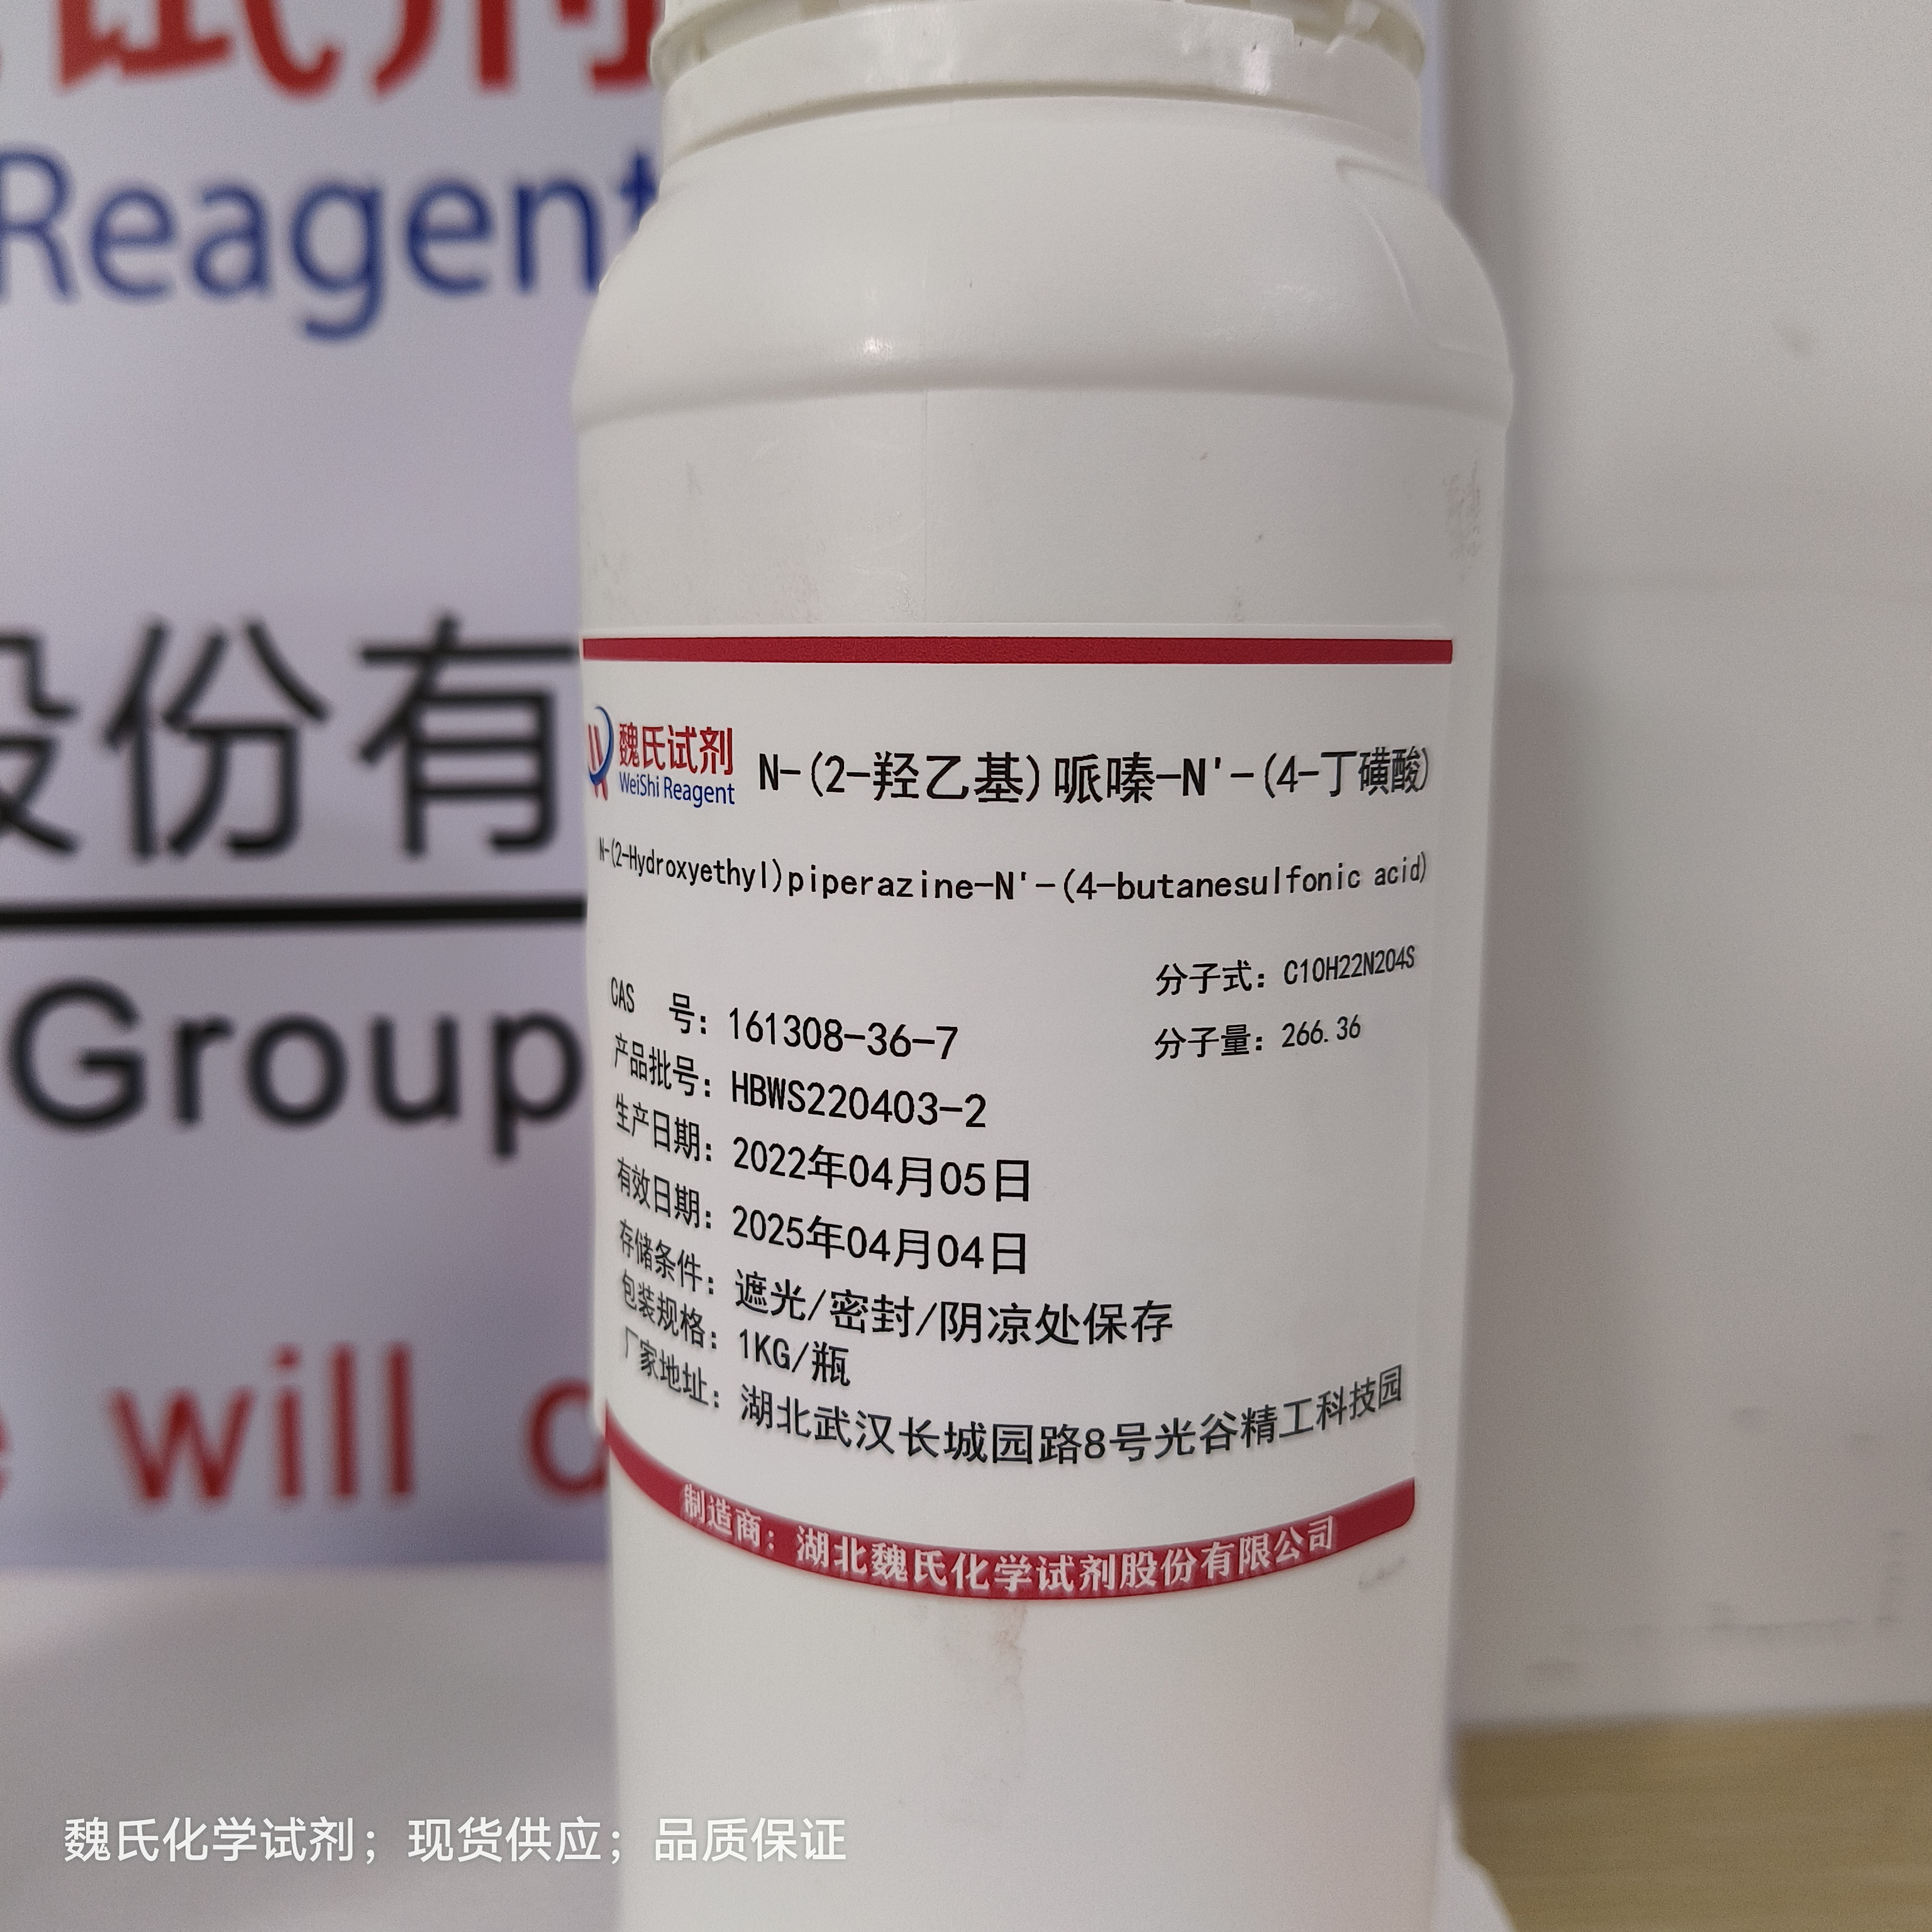 试剂
Reagent
股份有
Group
will
魏氏试剂
WeiShi Reagent
N-(2-羟乙基)哌嗪-N'-(4-丁磺酸)
N-(2-Hydroxyethyl)piperazine-N'-(4-butanesulfonic acid)
分子式：C10H22N2O4S
CAS 号：161308-36-7
分子量：266.36
产品批号：HBWS220403-2
生产日期：2022年04月05日
有效日期：2025年04月04日
存储条件：遮光/密封/阴凉处保存
包装规格：1KG/瓶
厂家地址：湖北武汉长城园路8号光谷精工科技园
制造商：湖北魏氏化学试剂股份有限公司
魏氏化学试剂；现货供应；品质保证